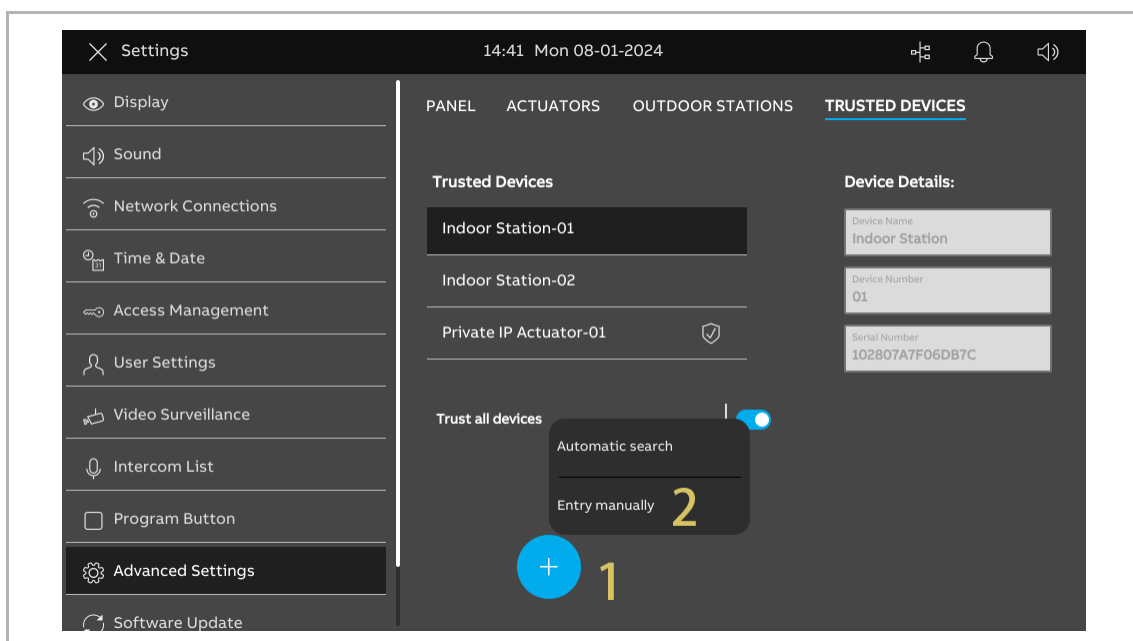 Settings
14:41 Mon 08-01-2024
Display
Sound
Network Connections
Time & Date
31
Access Management
User Settings
Video Surveillance
Intercom List
Program Button
Advanced Settings
Software Update
PANEL ACTUATORS OUTDOOR STATIONS TRUSTED DEVICES
Trusted Devices
Indoor Station-01
Indoor Station-02
Private IP Actuator-01
Trust all devices
Automatic search
Entry manually
2
+
1
Device Details:
Device Name
Indoor Station
Device Number
01
Serial Number
102807A7F06DB7C